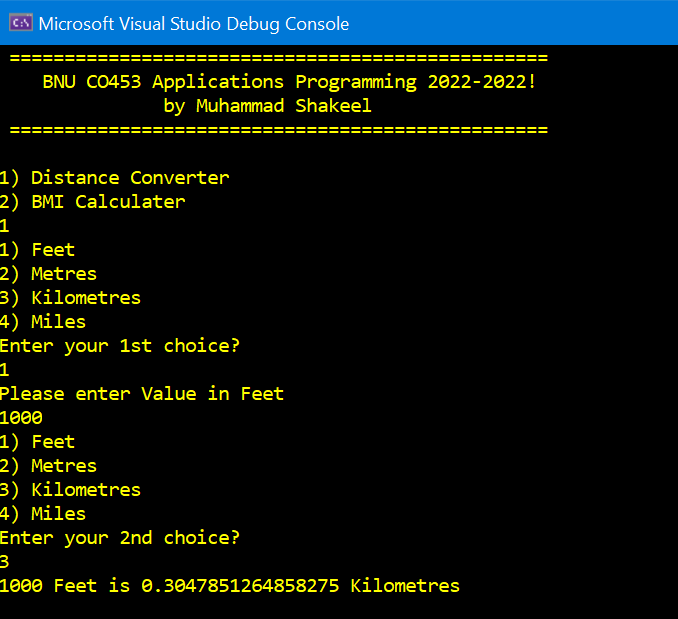 C:\ Microsoft Visual Studio Debug Console
=================================================
BNU CO453 Applications Programming 2022-2022!
by Muhammad Shakeel
=================================================
1) Distance Converter
2) BMI Calculater
1
1) Feet
2) Metres
3) Kilometres
4) Miles
Enter your 1st choice?
1
Please enter Value in Feet
1000
1) Feet
2) Metres
3) Kilometres
4) Miles
Enter your 2nd choice?
3
1000 Feet is 0.3047851264858275 Kilometres